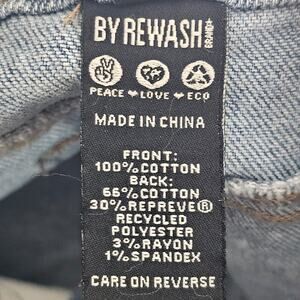 BY REWASH BRAND®
PEACE ❤ LOVE ❤ ECO
MADE IN CHINA
FRONT:
100% COTTON
BACK:
66% COTTON
30% REPREVE®
RECYCLED
POLYESTER
3% RAYON
1% SPANDEX
CARE ON REVERSE